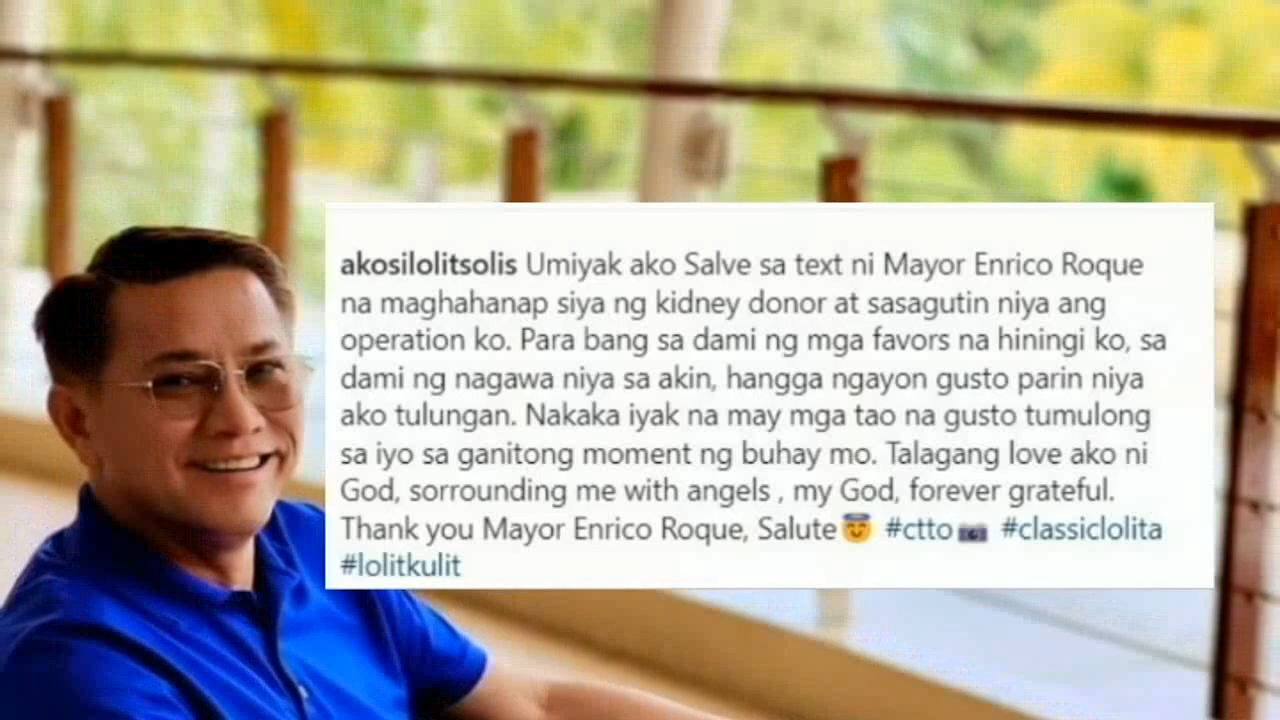 akosilolitsolis Umiyak ako Salve sa text ni Mayor Enrico Roque
na maghahanap siya ng kidney donor at sasagutin niya ang
operation ko. Para bang sa dami ng mga favors na hiningi ko, sa
dami ng nagawa niya sa akin, hangga ngayon gusto parin niya
ako tulungan. Nakaka iyak na may mga tao na gusto tumulong
sa iyo sa ganitong moment ng buhay mo. Talagang love ako ni
God, sorrounding me with angels , my God, forever grateful.
Thank you Mayor Enrico Roque, Salute😇 #ctto📷 #classiclolita
#lolitkulit